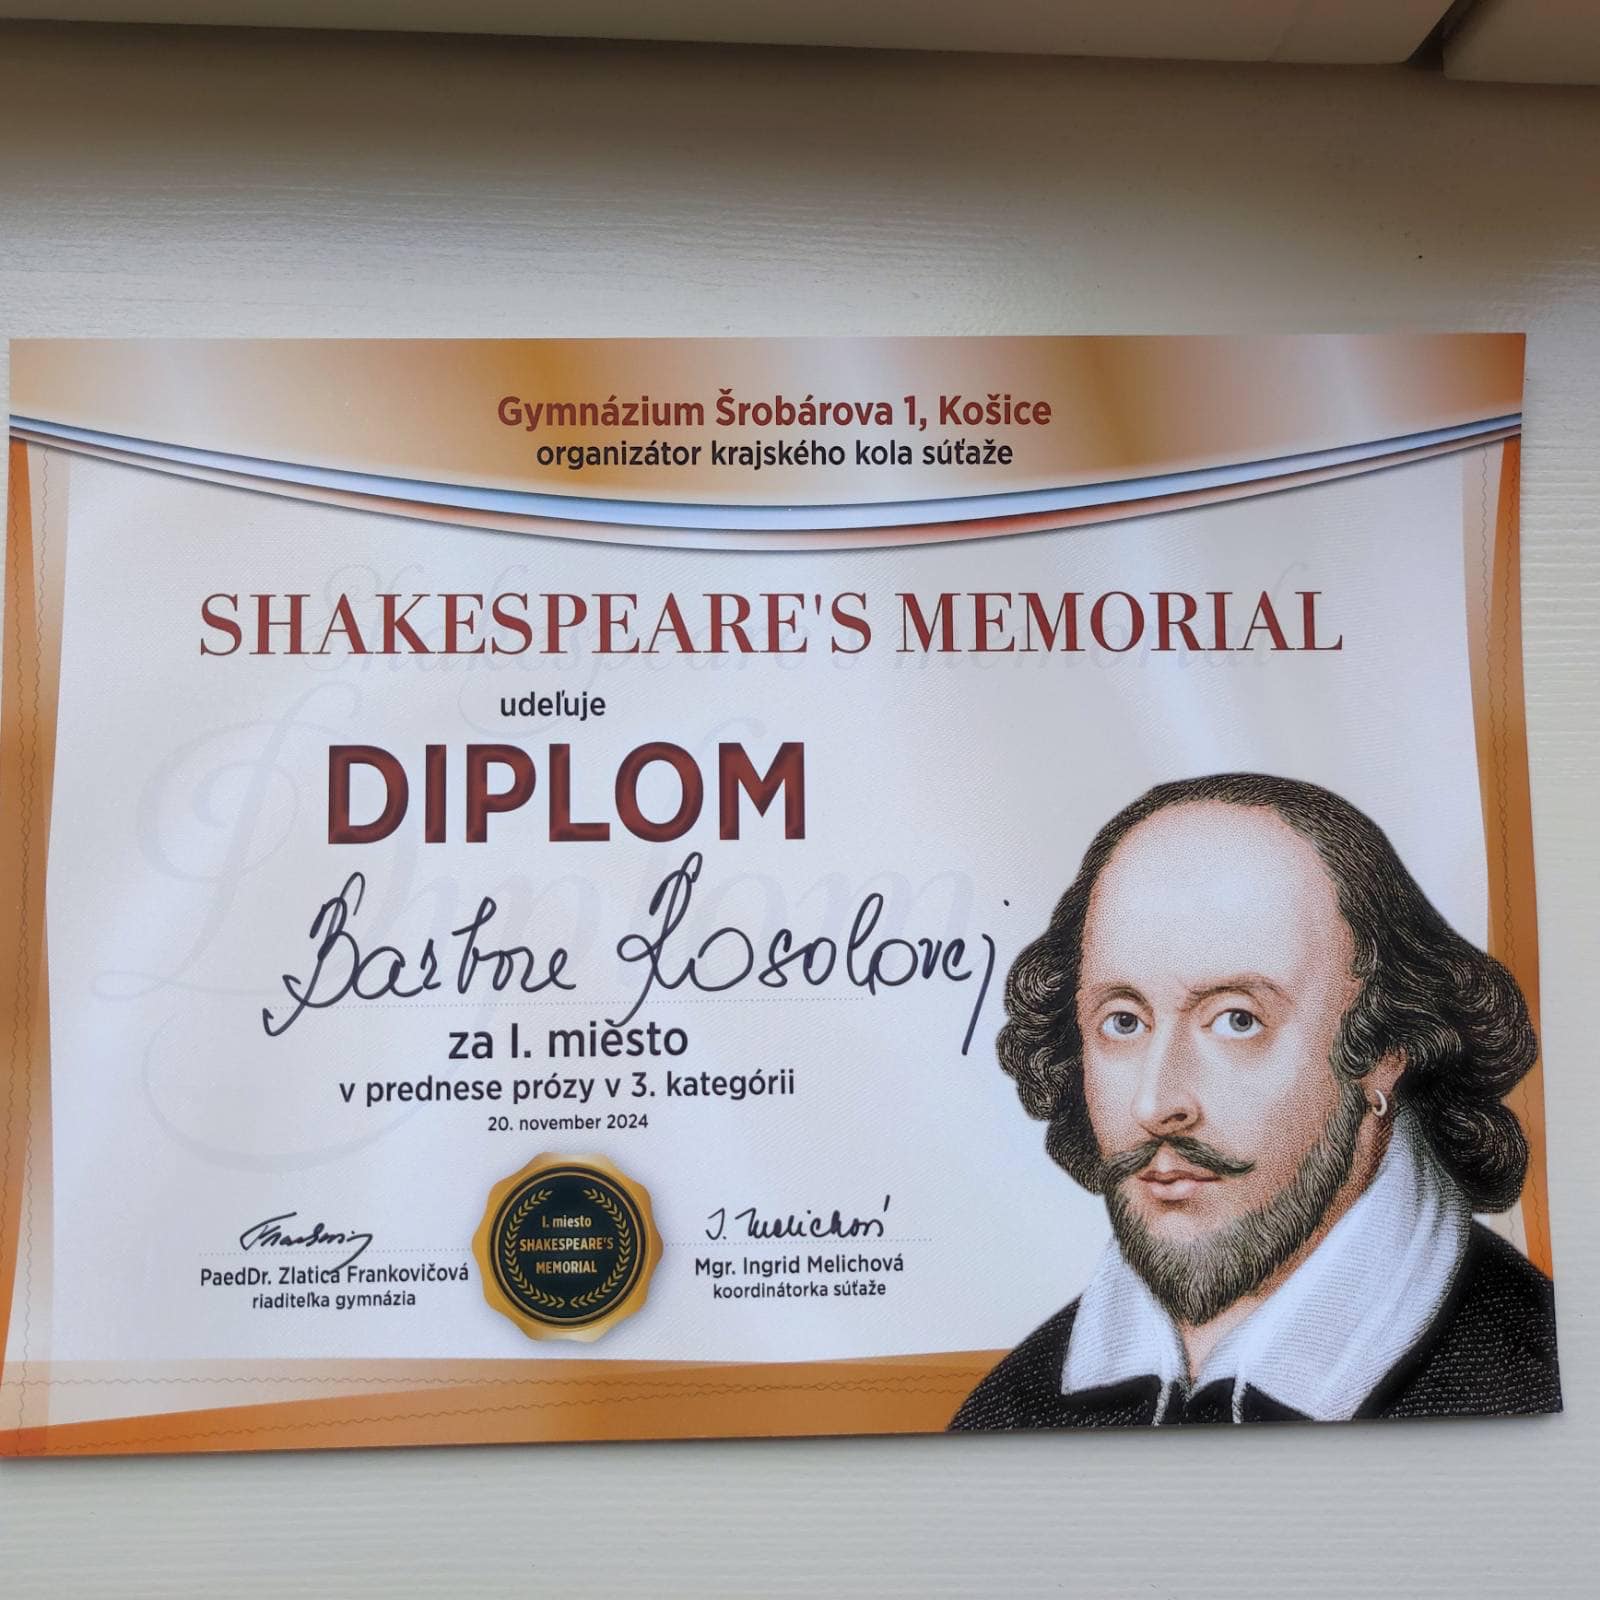 Gymnázium Šrobárova 1, Košice
organizátor krajského kola súťaže
SHAKESPEARE'S MEMORIAL
udeľuje
DIPLOM
Barbore Kosolovej
za I. miesto
v prednese prózy v 3. kategórii
20. november 2024
I. miesto
SHAKESPEARE'S
MEMORIAL
PaedDr. Zlatica Frankovičová
riaditeľka gymnázia
I. Melichová
Mgr. Ingrid Melichová
koordinátorka súťaže